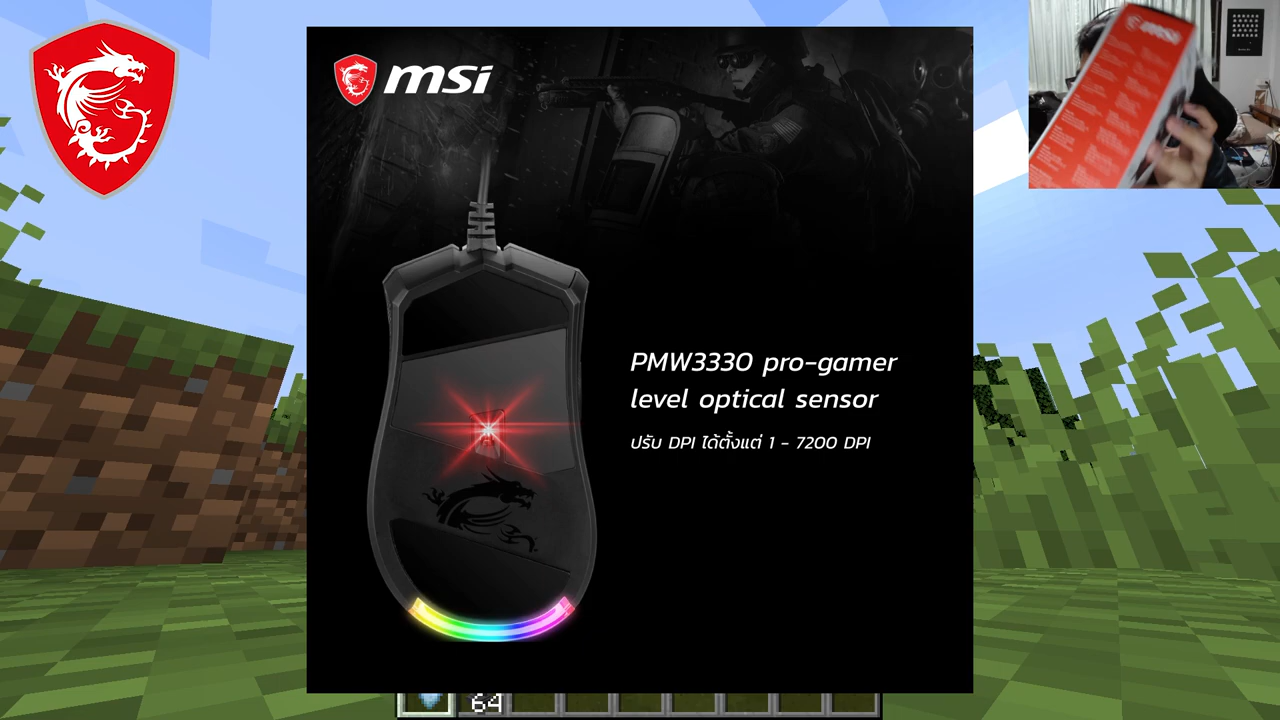 msi
PMW3330 pro-gamer
level optical sensor
ปรับ DPI ได้ตั้งแต่ 1 - 7200 DPI
64